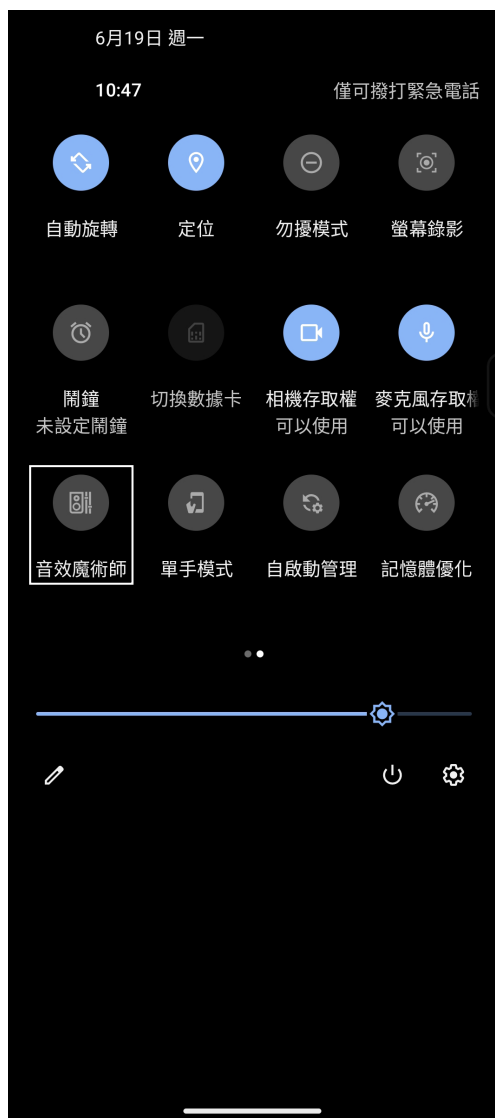 6月19日 週一
10:47
僅可撥打緊急電話
自動旋轉
定位
勿擾模式
螢幕錄影
鬧鐘
未設定鬧鐘
切換數據卡
相機存取權
可以使用
麥克風存取權
可以使用
音效魔術師
單手模式
自啟動管理
記憶體優化